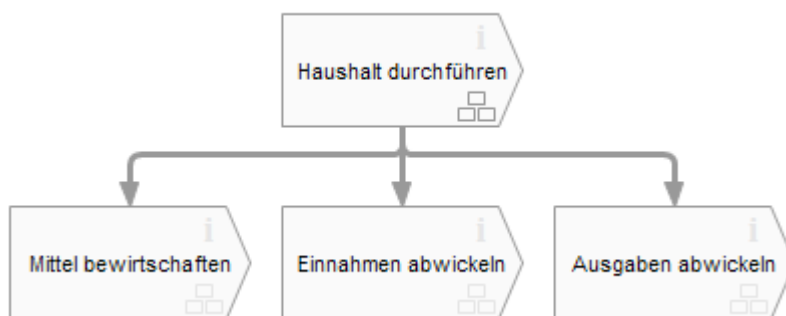 Haushalt durchführen
Mittel bewirtschaften
Einnahmen abwickeln
Ausgaben abwickeln